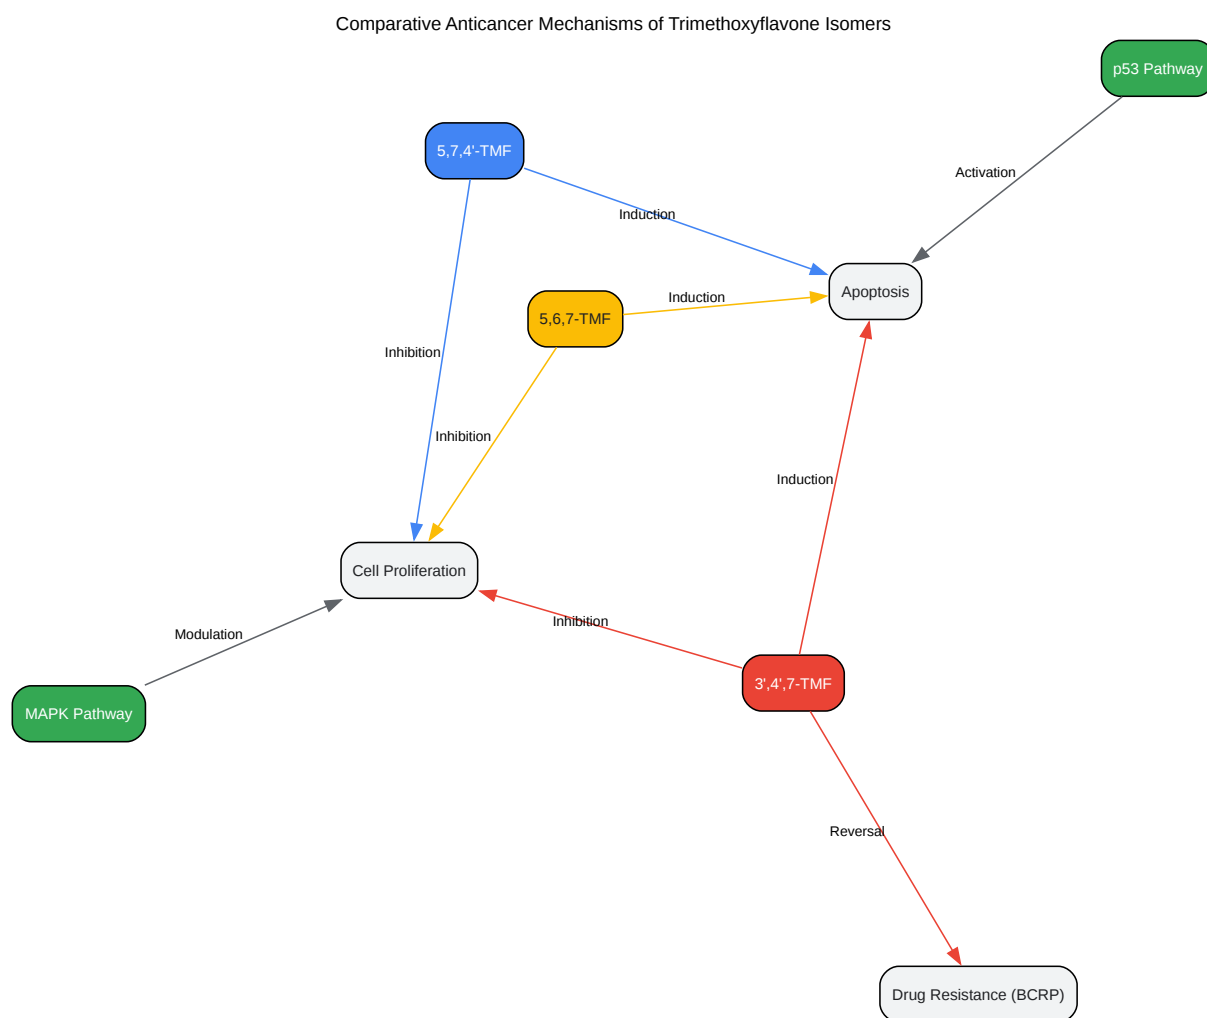 Comparative Anticancer Mechanisms of Trimethoxyflavone Isomers
p53 Pathway
5,7,4'-TMF
Activation
Induction
Apoptosis
Induction
5,6,7-TMF
Inhibition
Inhibition
Induction
Cell Proliferation
Inhibition
Modulation
3',4',7-TMF
MAPK Pathway
Reversal
Drug Resistance (BCRP)